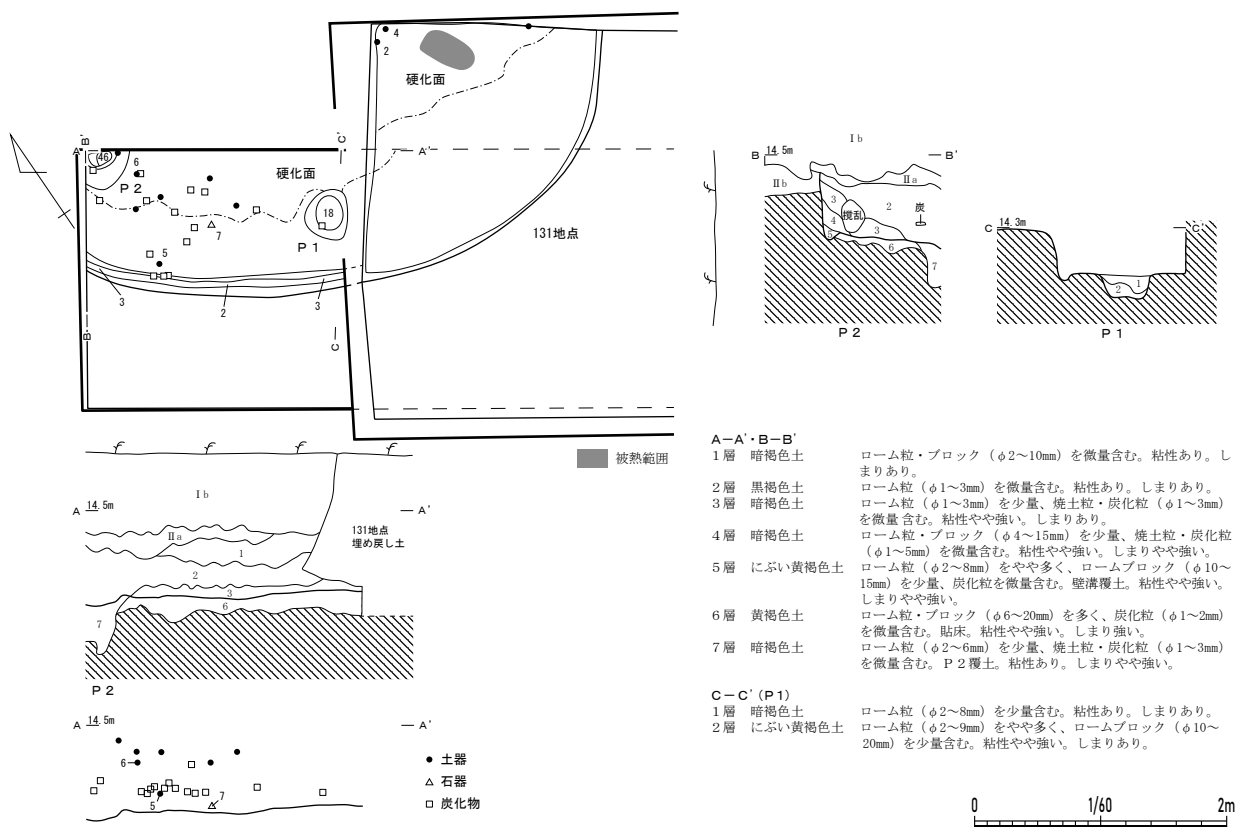 4
2
硬化面
C'
B'
A
A'
46
6
P 2
硬化面
18
7
P 1
5
131地点
3
2
3
B
C
被熱範囲
Ⅰb
B 14.5m
B'
Ⅱb
Ⅱa
3
2
撹乱
炭
4
3
5
6
7
P 2
C 14.3m
C'
1
2
P 1
Ⅰb
A 14.5m
A'
131地点
埋め戻し土
Ⅱa
1
2
3
6
7
P 2
A 14.5m
A'
6
5
7
● 土器
△ 石器
□ 炭化物
A-A'・B-B'
1層 暗褐色土 ローム粒・ブロック（φ2～10mm）を微量含む。粘性あり。し
まりあり。
2層 黒褐色土 ローム粒（φ1～3mm）を微量含む。粘性あり。しまりあり。
3層 暗褐色土 ローム粒（φ1～3mm）を少量、焼土粒・炭化粒（φ1～3mm）
を微量含む。粘性やや強い。しまりあり。
4層 暗褐色土 ローム粒・ブロック（φ4～15mm）を少量、焼土粒・炭化粒
（φ1～5mm）を微量含む。粘性やや強い。しまりやや強い。
5層 にぶい黄褐色土 ローム粒（φ2～8mm）をやや多く、ロームブロック（φ10～
15mm）を少量、炭化粒を微量含む。壁溝覆土。粘性やや強い。
しまりやや強い。
6層 黄褐色土 ローム粒・ブロック（φ6～20mm）を多く、炭化粒（φ1～2mm）
を微量含む。貼床。粘性やや強い。しまり強い。
7層 暗褐色土 ローム粒（φ2～6mm）を少量、焼土粒・炭化粒（φ1～3mm）
を微量含む。P2覆土。粘性あり。しまりやや強い。
C-C'（P1）
1層 暗褐色土 ローム粒（φ2～8mm）を少量含む。粘性あり。しまりあり。
2層 にぶい黄褐色土 ローム粒（φ2～9mm）をやや多く、ロームブロック（φ10～
20mm）を少量含む。粘性やや強い。しまりあり。
0 1/60 2m